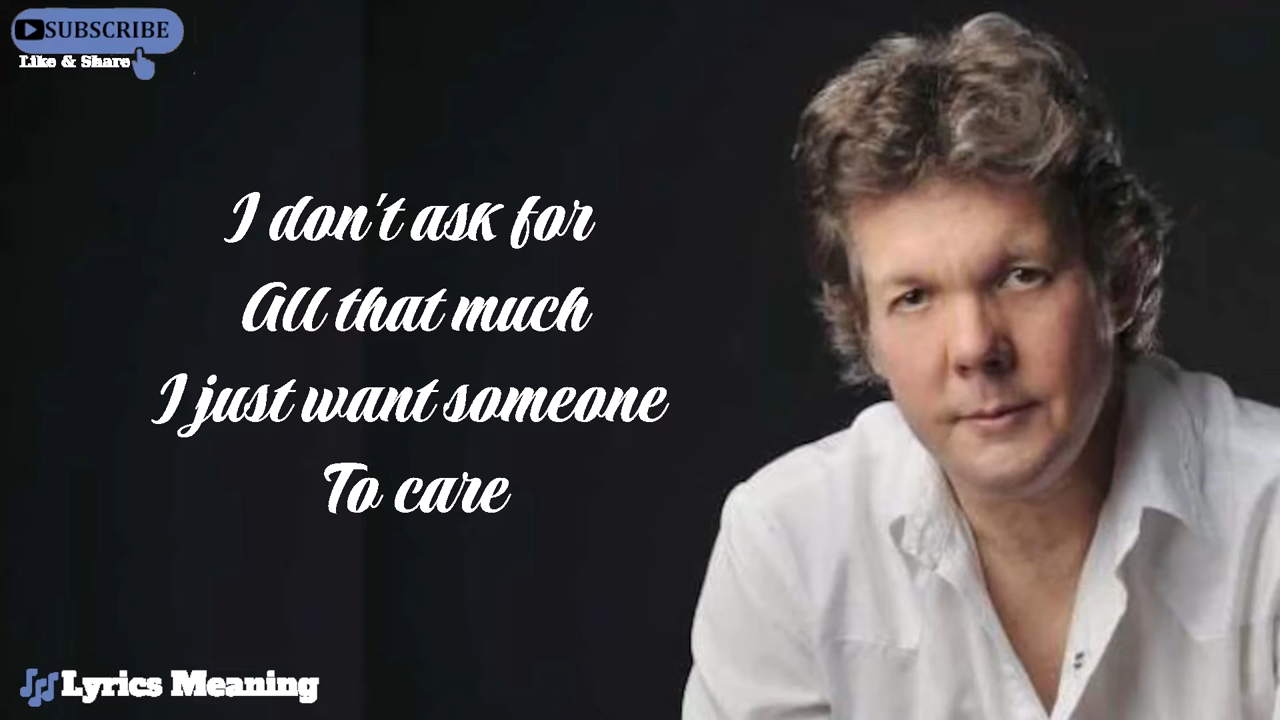 SUBSCRIBE
Like & Share
I don't ask for
All that much
I just want someone
To care
Lyrics Meaning